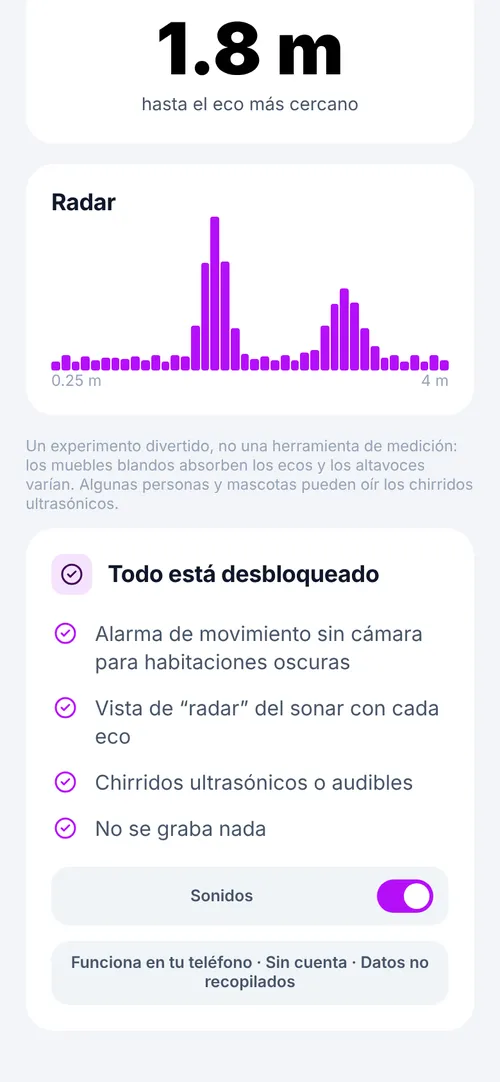 1.8 m
hasta el eco más cercano
Radar
0.25 m
4 m
Un experimento divertido, no una herramienta de medición:
los muebles blandos absorben los ecos y los altavoces
varían. Algunas personas y mascotas pueden oír los chirridos
ultrasónicos.
Todo está desbloqueado
Alarma de movimiento sin cámara
para habitaciones oscuras
Vista de “radar” del sonar con cada
eco
Chirridos ultrasónicos o audibles
No se graba nada
Sonidos
Funciona en tu teléfono · Sin cuenta · Datos no
recopilados